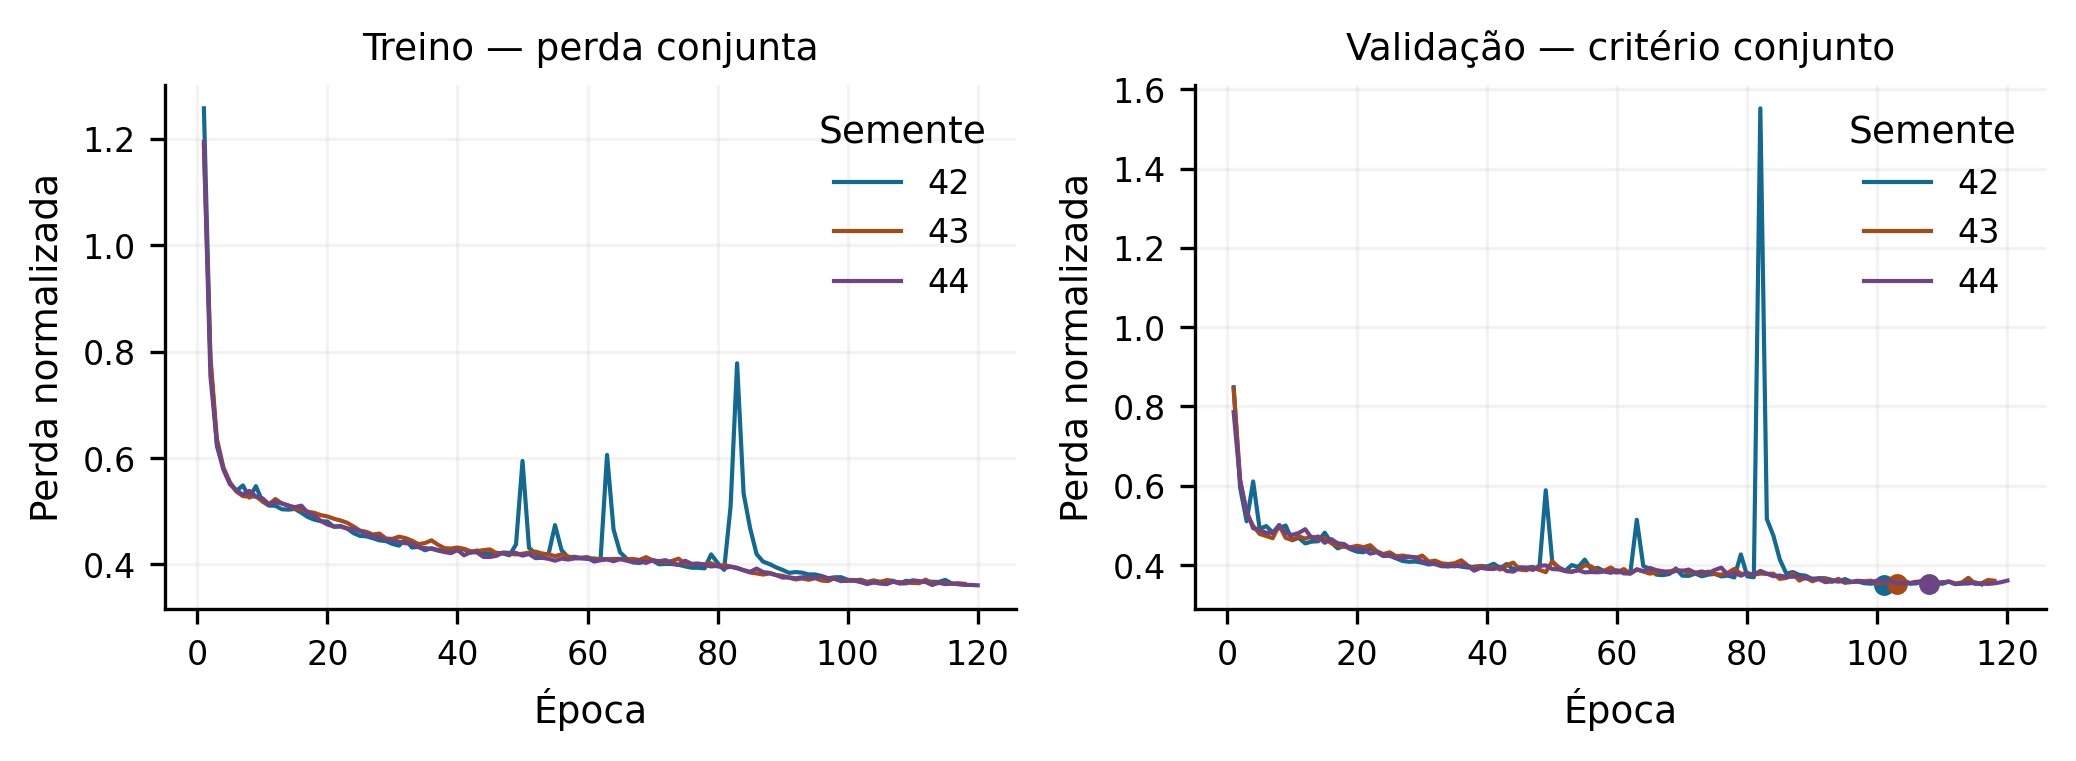 Treino — perda conjunta
Perda normalizada
1.2
1.0
0.8
0.6
0.4
Semente
42
43
44
0 20 40 60 80 100 120
Época
Validação — critério conjunto
Perda normalizada
1.6
1.4
1.2
1.0
0.8
0.6
0.4
Semente
42
43
44
0 20 40 60 80 100 120
Época